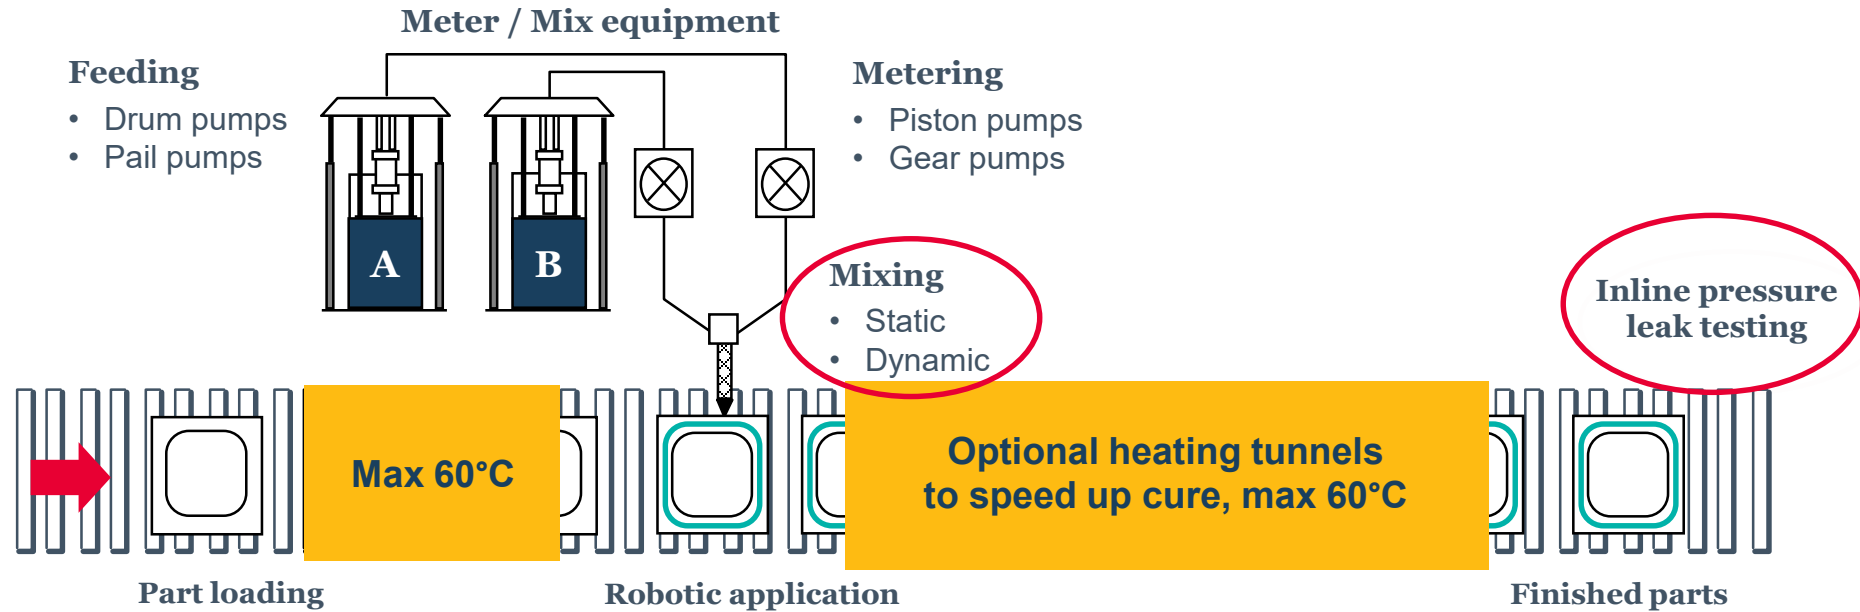 Meter / Mix equipment
Feeding
• Drum pumps
• Pail pumps
Metering
• Piston pumps
• Gear pumps
A
B
Mixing
• Static
• Dynamic
Inline pressure
leak testing
Max 60°C
Optional heating tunnels
to speed up cure, max 60°C
Part loading
Robotic application
Finished parts